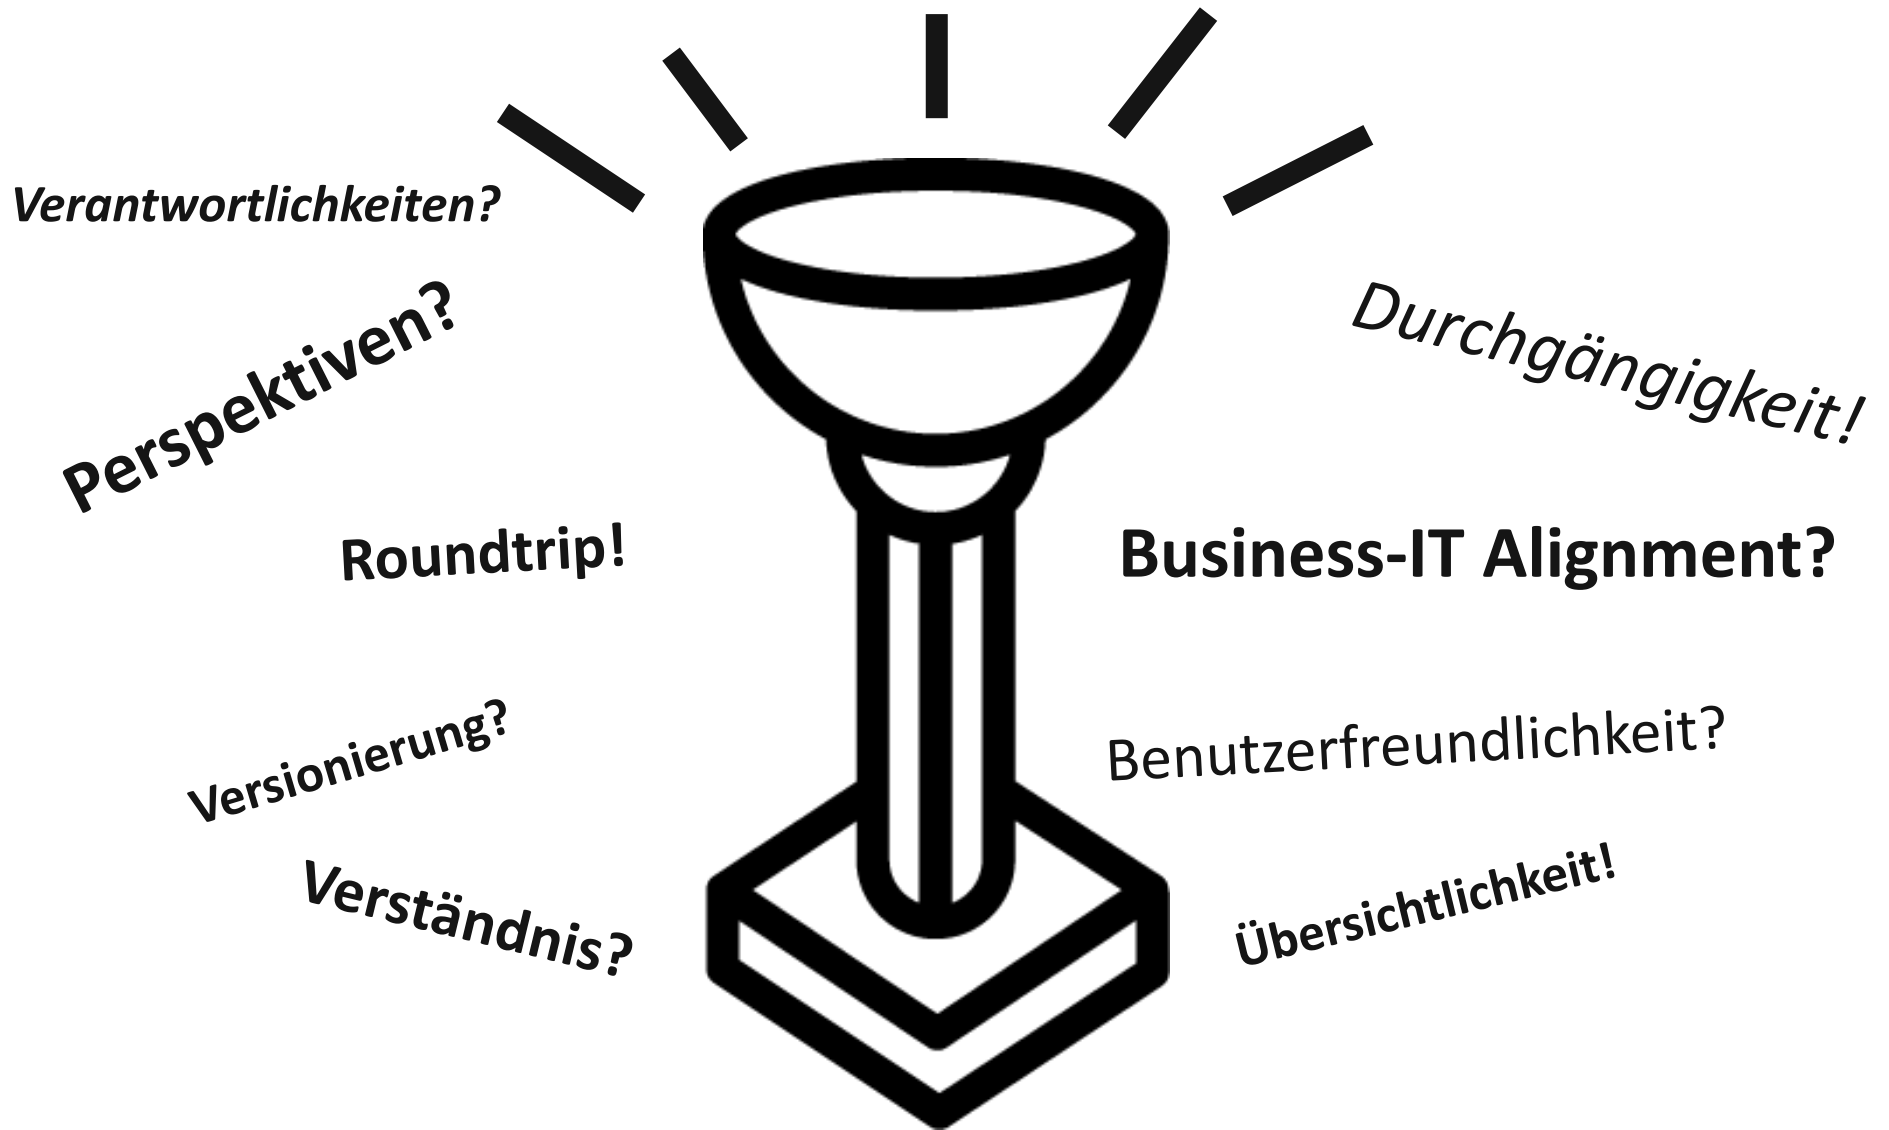 Verantwortlichkeiten?
Perspektiven?
Durchgängigkeit!
Roundtrip!
Business-IT Alignment?
Versionierung?
Benutzerfreundlichkeit?
Verständnis?
Übersichtlichkeit!